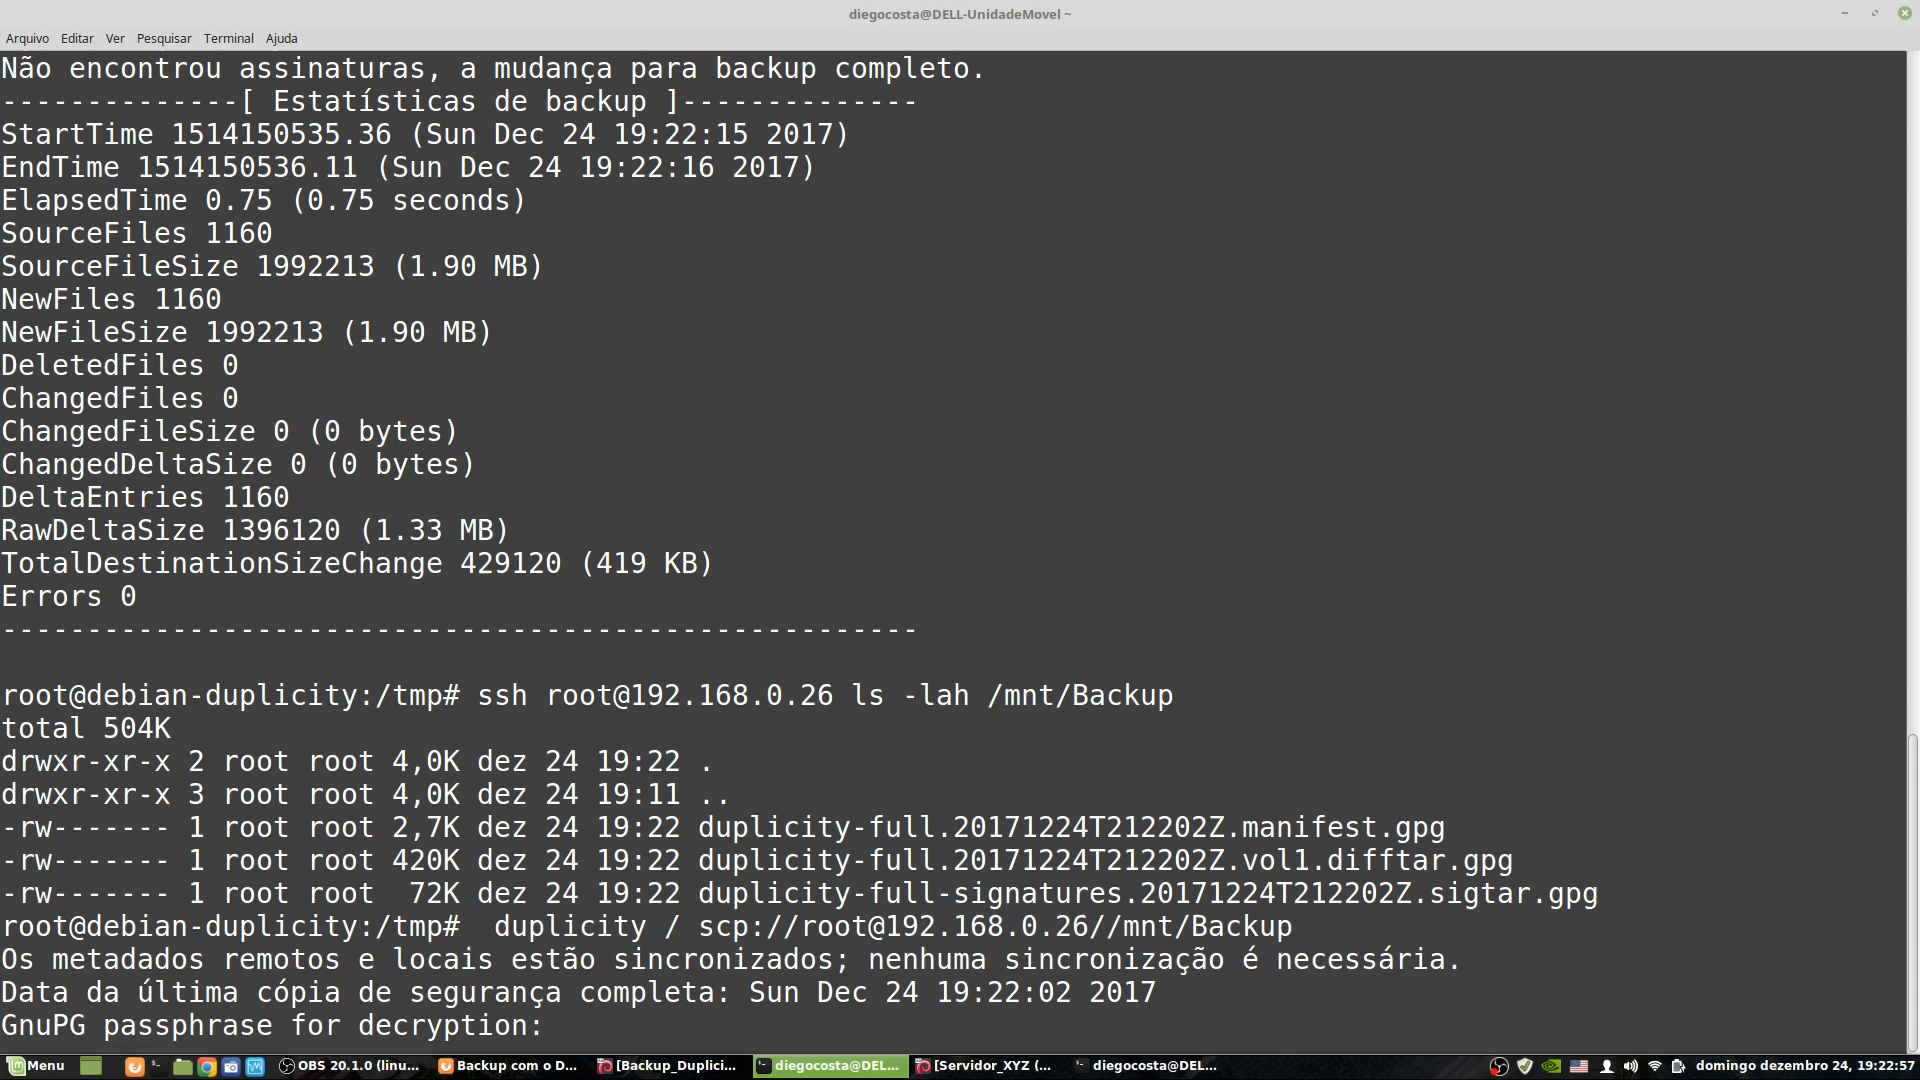 diegocosta@DELL-UnidadeMovel ~
Arquivo Editar Ver Pesquisar Terminal Ajuda
Não encontrou assinaturas, a mudança para backup completo.
--------------[ Estatísticas de backup ]--------------
StartTime 1514150535.36 (Sun Dec 24 19:22:15 2017)
EndTime 1514150536.11 (Sun Dec 24 19:22:16 2017)
ElapsedTime 0.75 (0.75 seconds)
SourceFiles 1160
SourceFileSize 1992213 (1.90 MB)
NewFiles 1160
NewFileSize 1992213 (1.90 MB)
DeletedFiles 0
ChangedFiles 0
ChangedFileSize 0 (0 bytes)
ChangedDeltaSize 0 (0 bytes)
DeltaEntries 1160
RawDeltaSize 1396120 (1.33 MB)
TotalDestinationSizeChange 429120 (419 KB)
Errors 0
------------------------------------------------------
root@debian-duplicity:/tmp# ssh root@192.168.0.26 ls -lah /mnt/Backup
total 504K
drwxr-xr-x 2 root root 4,0K dez 24 19:22 .
drwxr-xr-x 3 root root 4,0K dez 24 19:11 ..
-rw------- 1 root root 2,7K dez 24 19:22 duplicity-full.20171224T212202Z.manifest.gpg
-rw------- 1 root root 420K dez 24 19:22 duplicity-full.20171224T212202Z.vol1.difftar.gpg
-rw------- 1 root root  72K dez 24 19:22 duplicity-full-signatures.20171224T212202Z.sigtar.gpg
root@debian-duplicity:/tmp#  duplicity / scp://root@192.168.0.26//mnt/Backup
Os metadados remotos e locais estão sincronizados; nenhuma sincronização é necessária.
Data da última cópia de segurança completa: Sun Dec 24 19:22:02 2017
GnuPG passphrase for decryption:
Menu OBS 20.1.0 (linu... Backup com o D... [Backup_Duplici... diegocosta@DEL... [Servidor_XYZ (... diegocosta@DEL... domingo dezembro 24, 19:22:57